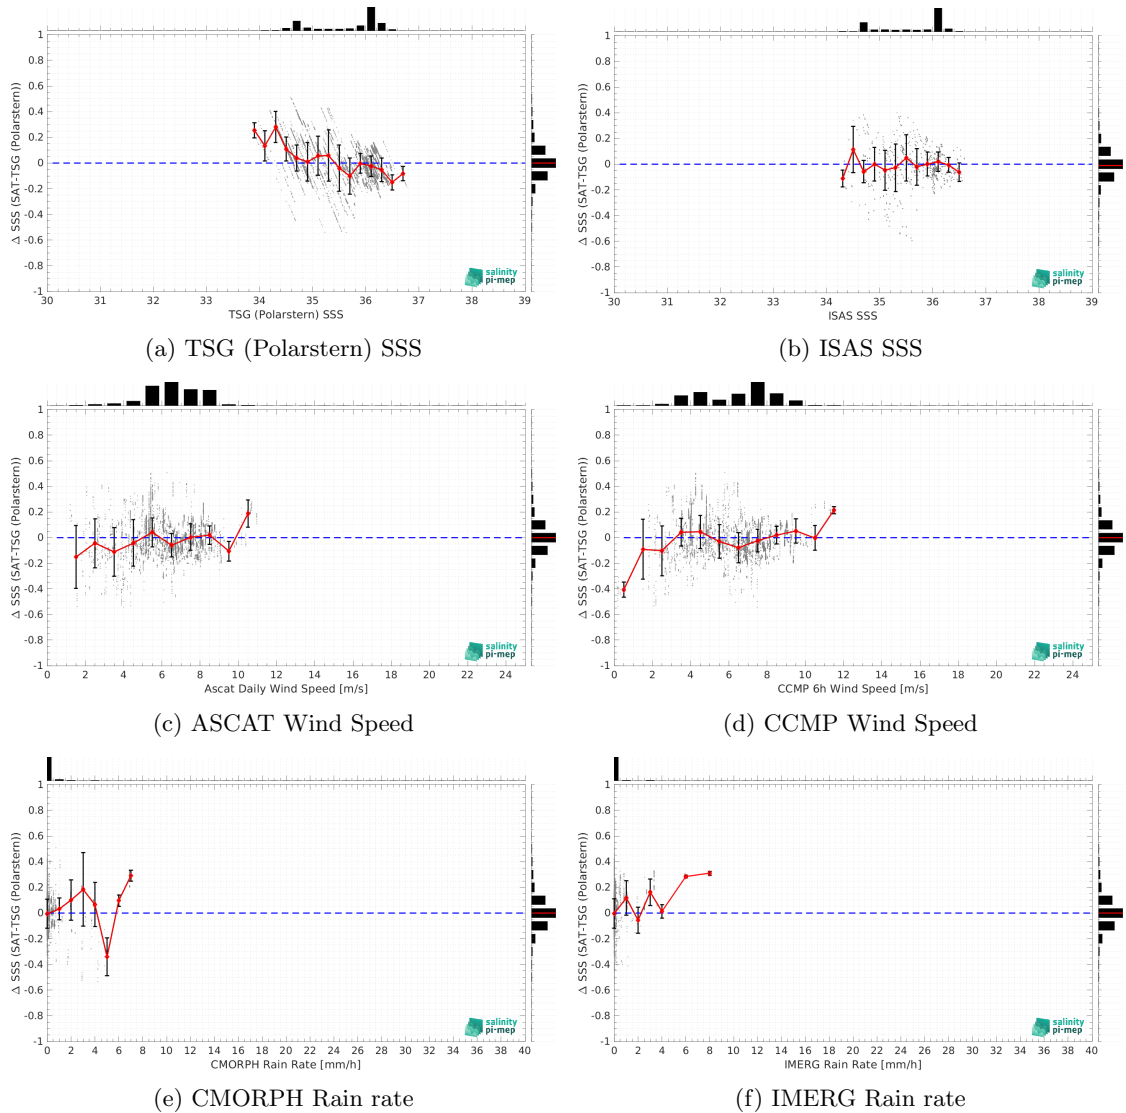 1
0.8
0.6
0.4
0.2
0
-0.2
-0.4
-0.6
-0.8
-1
Δ SSS (SAT-TSG (Polarstern))
30 31 32 33 34 35 36 37 38 39
TSG (Polarstern) SSS
salinity
pi-mep
(a) TSG (Polarstern) SSS
1
0.8
0.6
0.4
0.2
0
-0.2
-0.4
-0.6
-0.8
-1
Δ SSS (SAT-TSG (Polarstern))
30 31 32 33 34 35 36 37 38 39
ISAS SSS
salinity
pi-mep
(b) ISAS SSS
1
0.8
0.6
0.4
0.2
0
-0.2
-0.4
-0.6
-0.8
-1
Δ SSS (SAT-TSG (Polarstern))
0 2 4 6 8 10 12 14 16 18 20 22 24
Ascat Daily Wind Speed [m/s]
salinity
pi-mep
(c) ASCAT Wind Speed
1
0.8
0.6
0.4
0.2
0
-0.2
-0.4
-0.6
-0.8
-1
Δ SSS (SAT-TSG (Polarstern))
0 2 4 6 8 10 12 14 16 18 20 22 24
CCMP 6h Wind Speed [m/s]
salinity
pi-mep
(d) CCMP Wind Speed
1
0.8
0.6
0.4
0.2
0
-0.2
-0.4
-0.6
-0.8
-1
Δ SSS (SAT-TSG (Polarstern))
0 2 4 6 8 10 12 14 16 18 20 22 24 26 28 30 32 34 36 38 40
CMORPH Rain Rate [mm/h]
salinity
pi-mep
(e) CMORPH Rain rate
1
0.8
0.6
0.4
0.2
0
-0.2
-0.4
-0.6
-0.8
-1
Δ SSS (SAT-TSG (Polarstern))
0 2 4 6 8 10 12 14 16 18 20 22 24 26 28 30 32 34 36 38 40
IMERG Rain Rate [mm/h]
salinity
pi-mep
(f) IMERG Rain rate